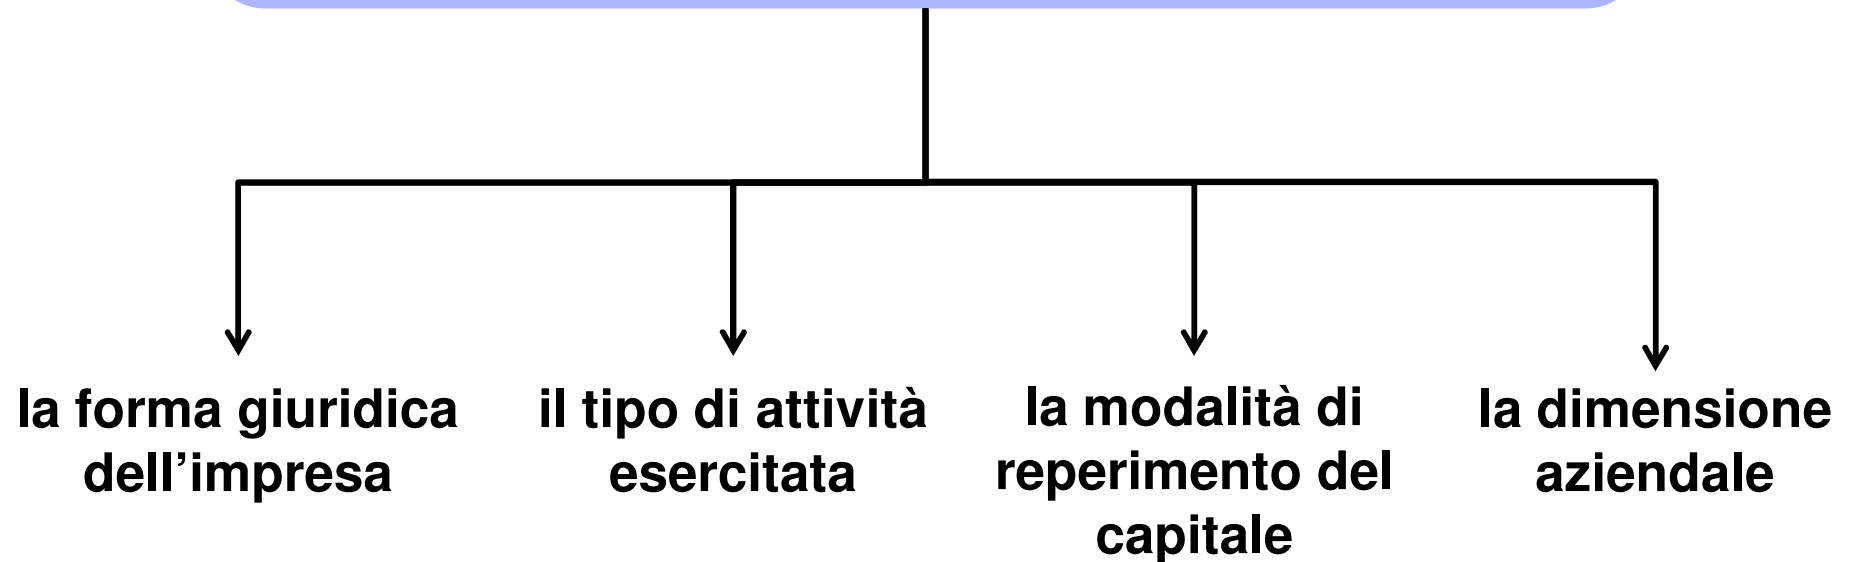 la forma giuridica
dell’impresa
il tipo di attività
esercitata
la modalità di
reperimento del
capitale
la dimensione
aziendale